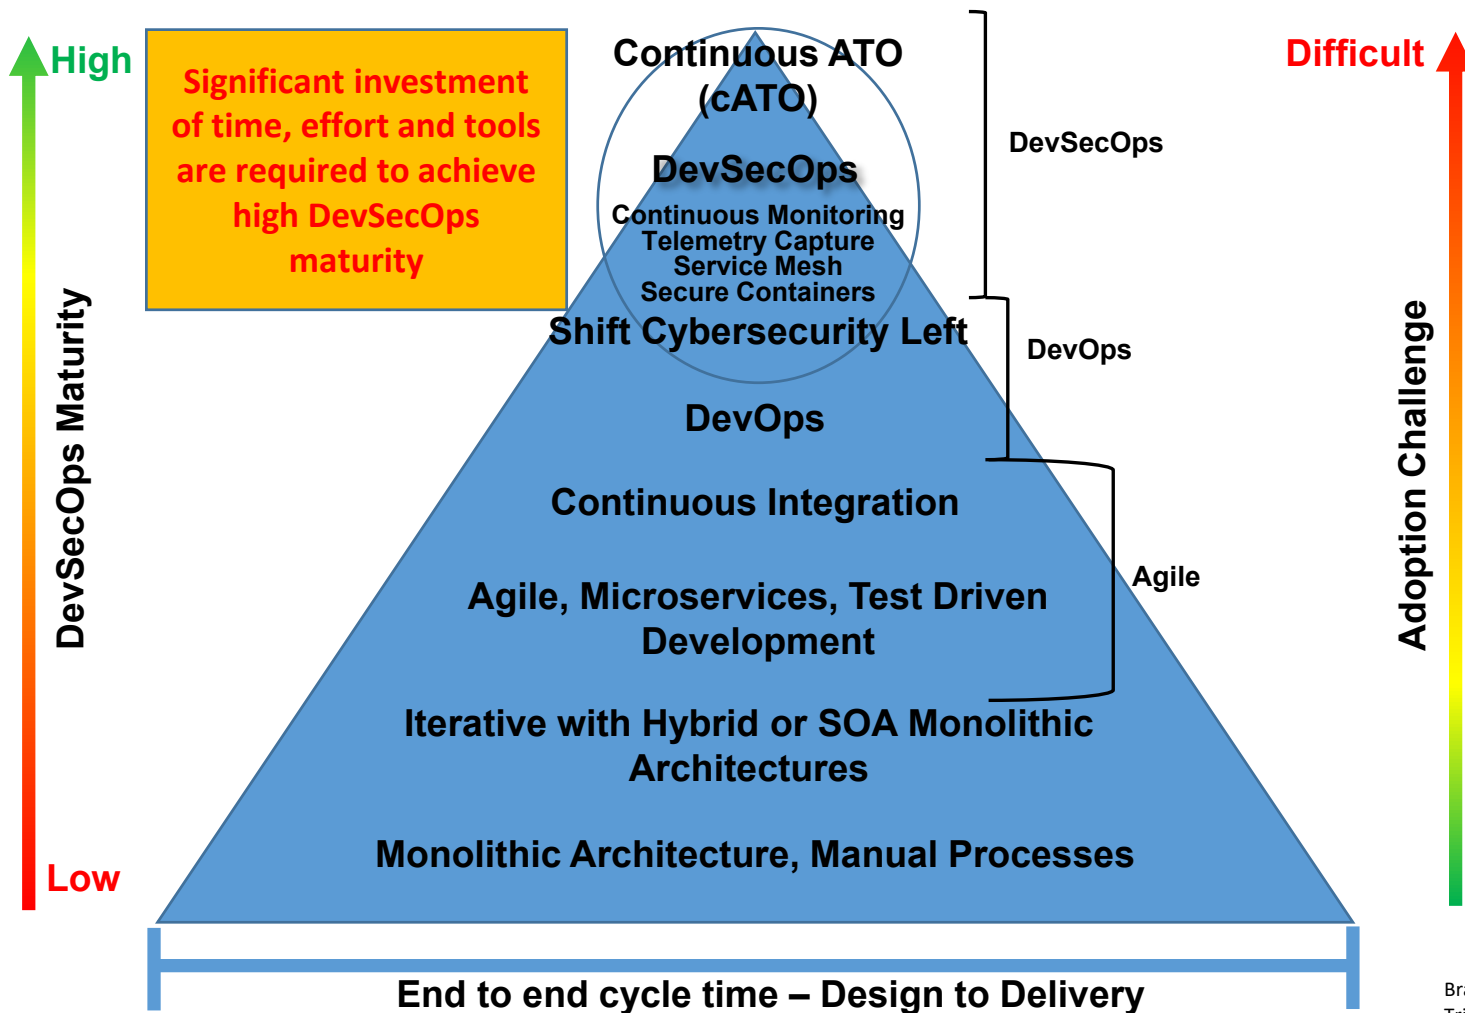 High
Significant investment
of time, effort and tools
are required to achieve
high DevSecOps
maturity
Continuous ATO
(cATO)
DevSecOps
Continuous Monitoring
Telemetry Capture
Service Mesh
Secure Containers
Shift Cybersecurity Left
DevOps
Continuous Integration
Agile, Microservices, Test Driven
Development
Iterative with Hybrid or SOA Monolithic
Architectures
Monolithic Architecture, Manual Processes
DevSecOps
DevOps
Agile
Difficult
DevSecOps Maturity
Adoption Challenge
Low
End to end cycle time – Design to Delivery